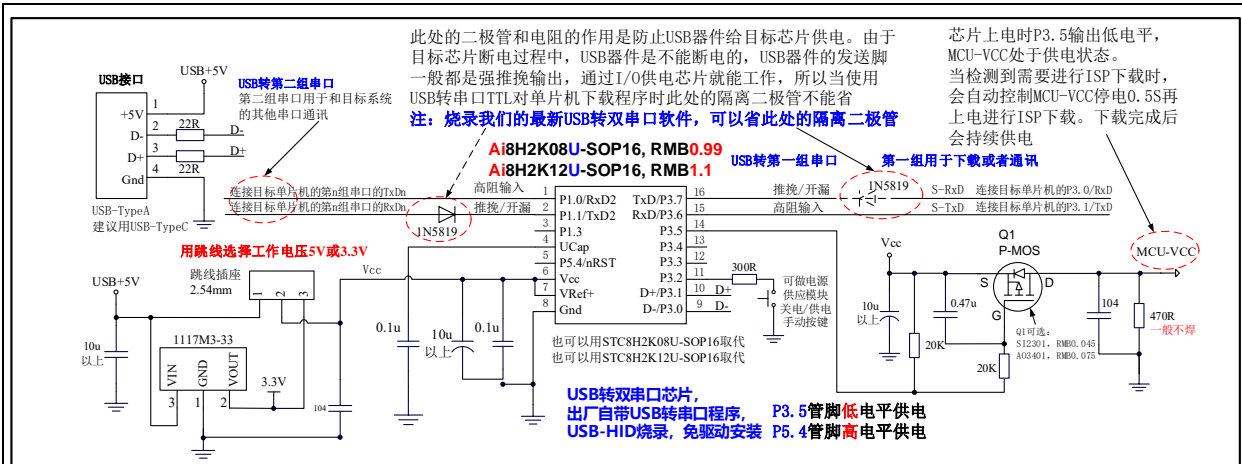 此处的二极管和电阻的作用是防止USB器件给目标芯片供电。由于
目标芯片断电过程中，USB器件是不能断电的，USB器件的发送脚
一般都是强推挽输出，通过I/O供电芯片就能工作，所以当使用
USB转串口TTL对单片机下载程序时此处的隔离二极管不能省
注：烧录我们的最新USB转双串口软件，可以省此处的隔离二极管
芯片上电时P3.5输出低电平，
MCU-VCC处于供电状态。
当检测到需要进行ISP下载时，
会自动控制MCU-VCC停电0.5S再
上电进行ISP下载。下载完成后
会持续供电
USB接口
USB+5V
+5V
D-
D+
Gnd
1
2
3
4
22R
22R
D-
D+
USB-TypeA
建议用USB-TypeC
USB转第二组串口
第二组串口用于和目标系统
的其他串口通讯
连接目标单片机的第n组串口的TxDn
连接目标单片机的第n组串口的RxDn
1N5819
高阻输入
推挽/开漏
Ai8H2K08U-SOP16, RMB0.99
Ai8H2K12U-SOP16, RMB1.1
1 P1.0/RxD2
2 P1.1/TxD2
3 P1.3
4 UCap
5 P5.4/nRST
6 Vcc
7 VRef+
8 Gnd
TxD/P3.7 16
RxD/P3.6 15
P3.5 14
P3.4 13
P3.3 12
P3.2 11
D+/P3.1 10 D+
D-/P3.0 9 D-
USB转第一组串口
第一组用于下载或者通讯
推挽/开漏
1N5819
S-RxD
连接目标单片机的P3.0/RxD
高阻输入
S-TxD
连接目标单片机的P3.1/TxD
300R
可做电源
供应模块
关电/供电
手动按键
也可以用STC8H2K08U-SOP16取代
也可以用STC8H2K12U-SOP16取代
用跳线选择工作电压5V或3.3V
USB+5V
跳线插座
2.54mm
1
2
3
Vcc
10u
以上
1117M3-33
VIN
GND
VOUT
3
1
2
3.3V
104
0.1u
10u
以上
0.1u
Vcc
10u
以上
0.47u
20K
20K
Q1
P-MOS
S
D
G
Q1可选：
SI2301，RMB0.045
AO3401，RMB0.075
MCU-VCC
104
470R
一般不焊
USB转双串口芯片，
出厂自带USB转串口程序，
USB-HID烧录，免驱动安装
P3.5管脚低电平供电
P5.4管脚高电平供电